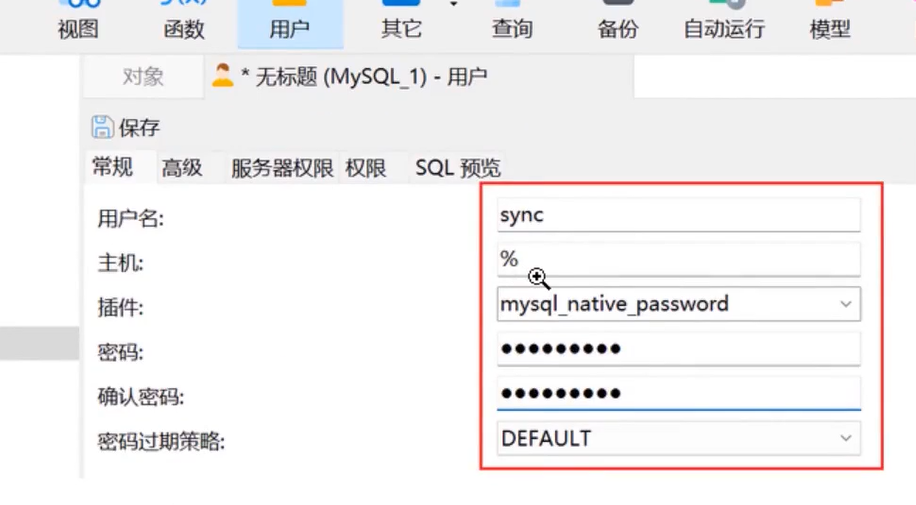 视图 函数 用户 其它 查询 备份 自动运行 模型
对象 * 无标题 (MySQL_1) - 用户
保存
常规 高级 服务器权限 权限 SQL 预览
用户名: sync
主机: %
插件: mysql_native_password
密码: ●●●●●●●●●
确认密码: ●●●●●●●●●
密码过期策略: DEFAULT